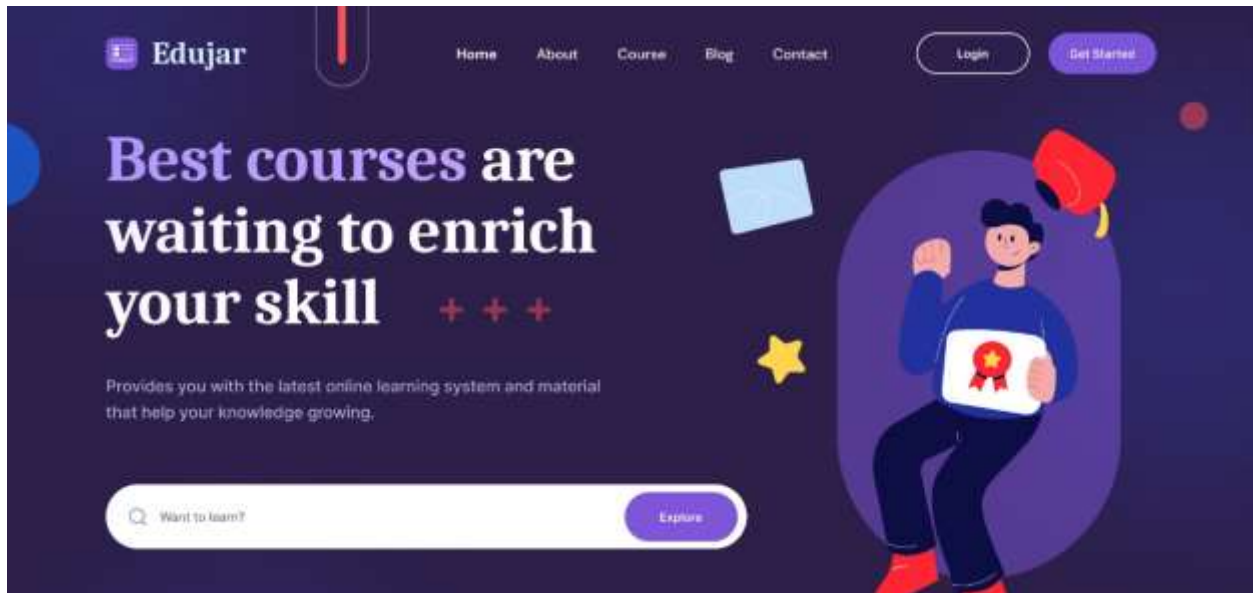 Edujar
Home About Course Blog Contact Login Get Started
Best courses are
waiting to enrich
your skill + + +
Provides you with the latest online learning system and material
that help your knowledge growing.
Want to learn? Explore